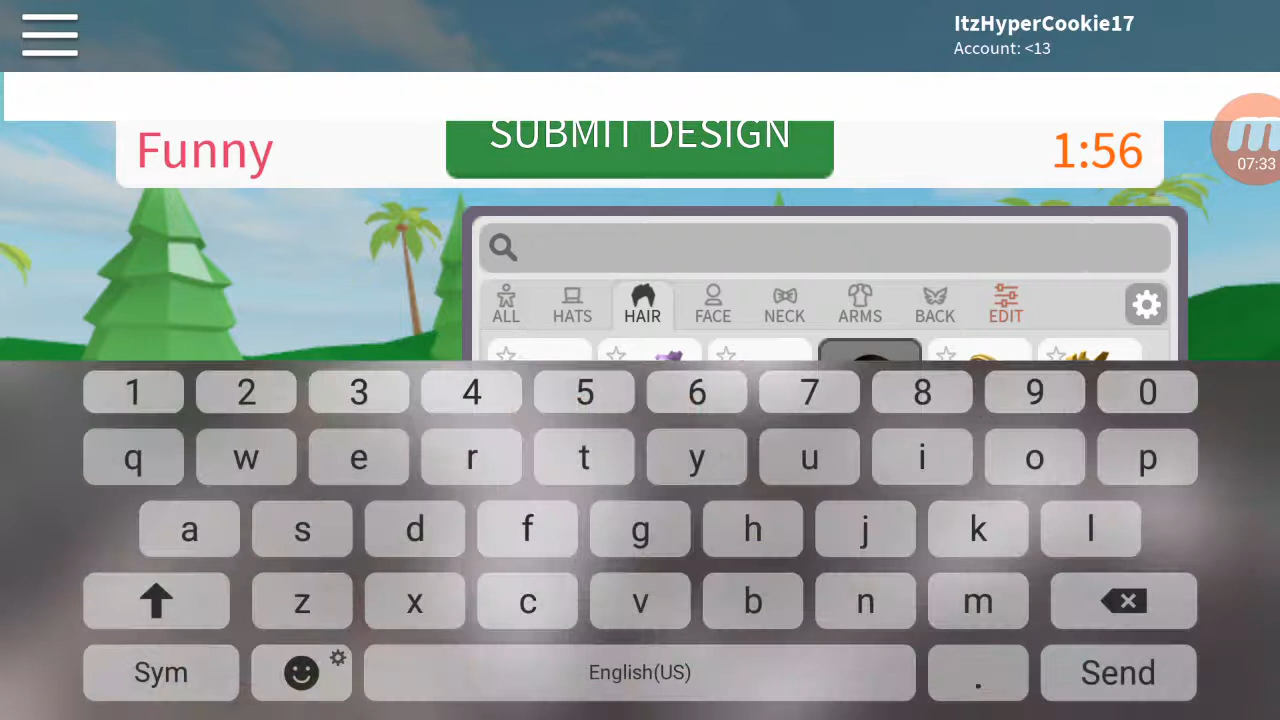 ItzHyperCookie17
Account: <13
Funny
SUBMIT DESIGN
1:56
07:33
ALL HATS HAIR FACE NECK ARMS BACK EDIT
1 2 3 4 5 6 7 8 9 0
q w e r t y u i o p
a s d f g h j k l
z x c v b n m
Sym English(US) . Send